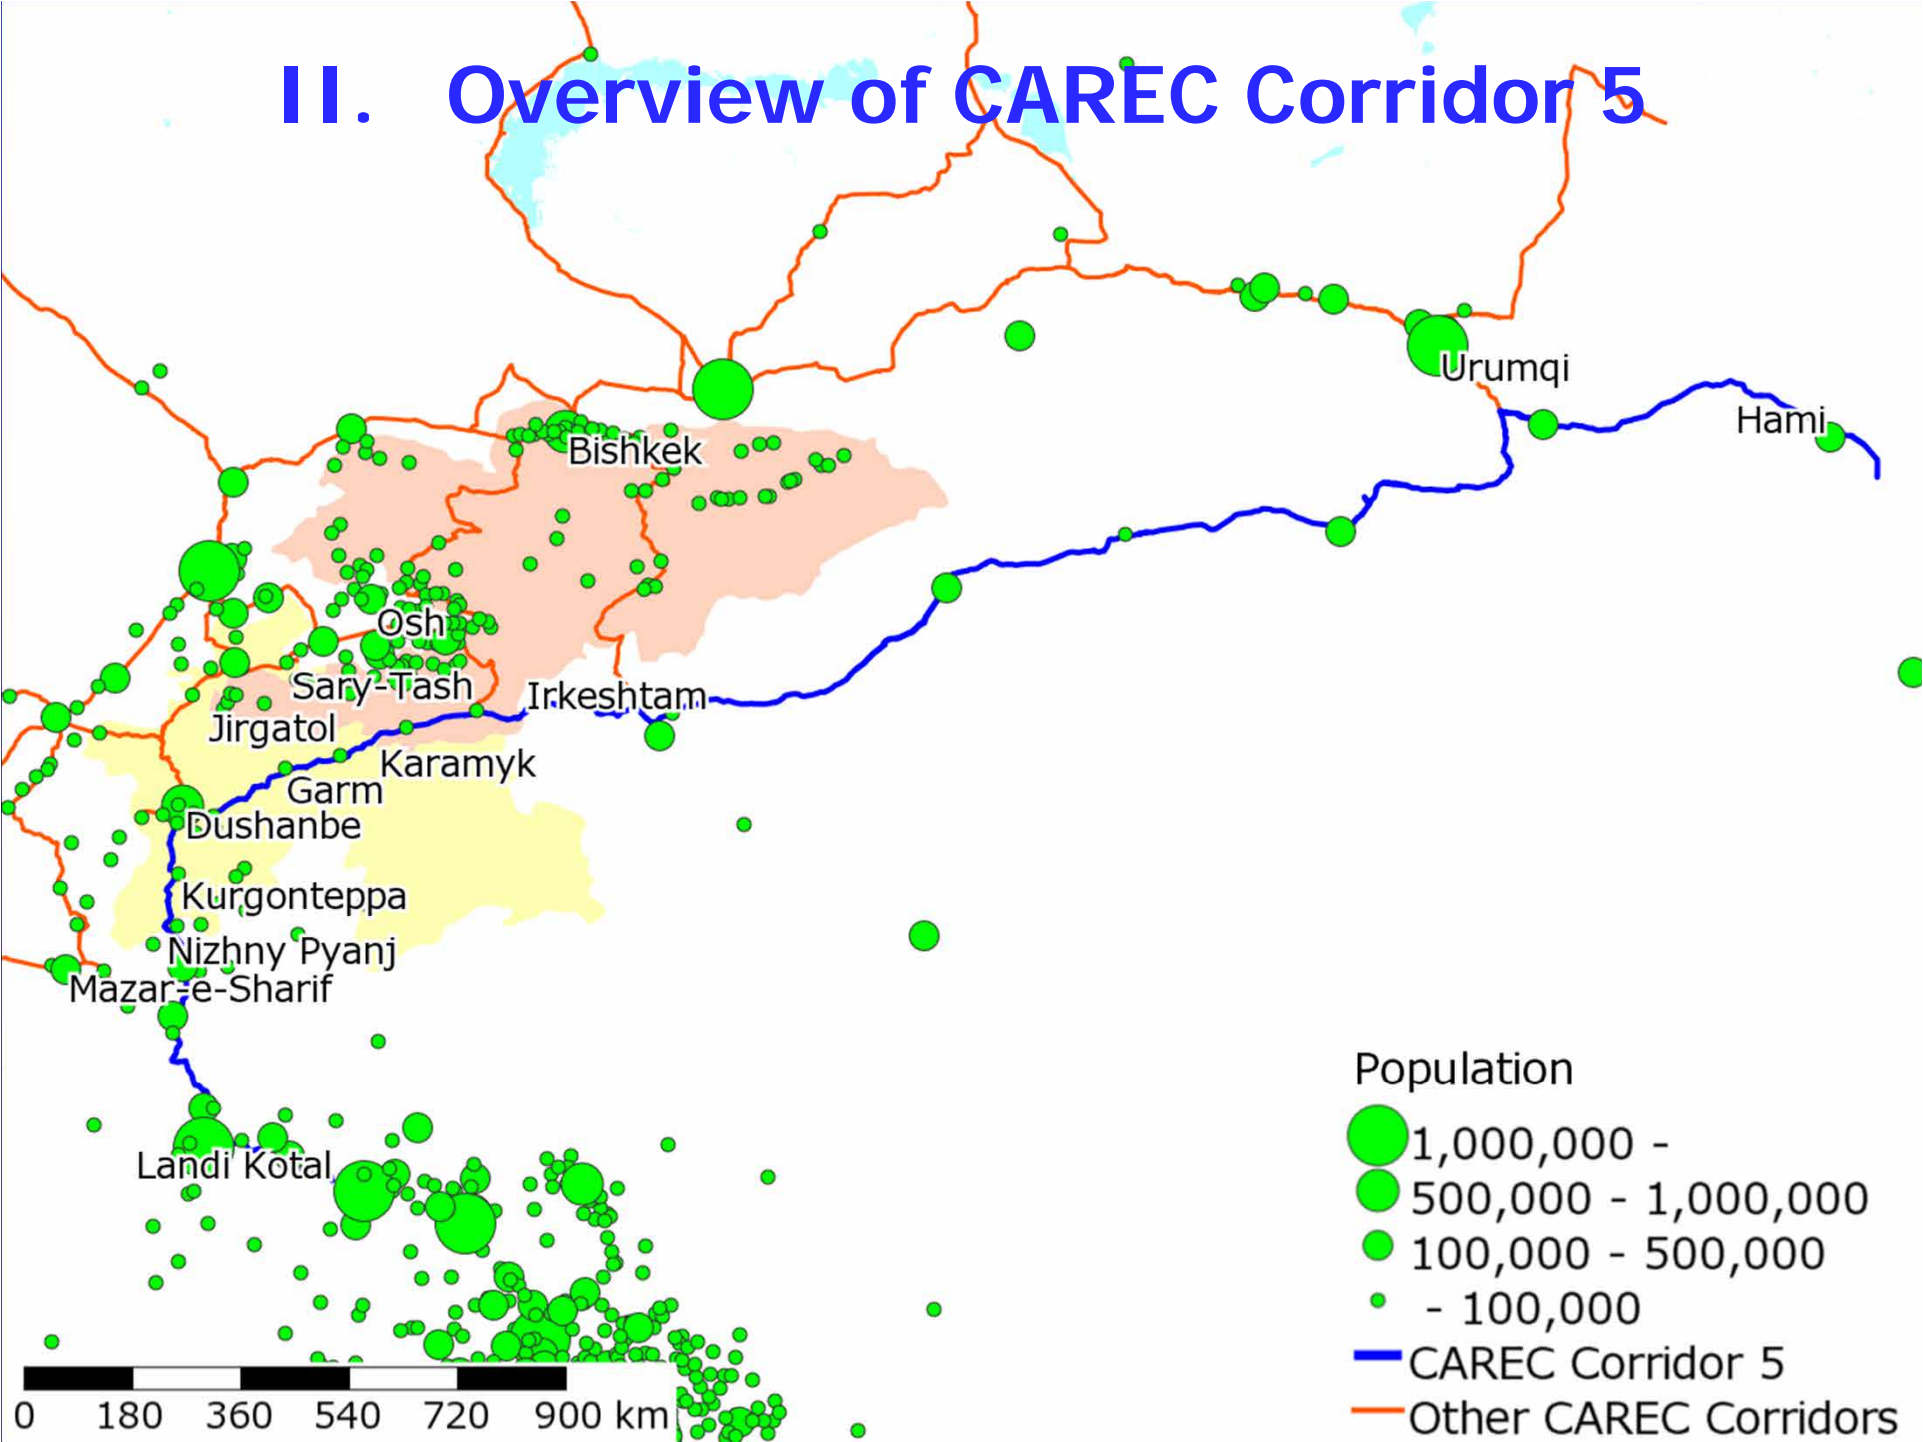 II. Overview of CAREC Corridor 5
Urumqi
Hami
Bishkek
Osh
Sary-Tash
Irkeshtam
Jirgatol
Karamyk
Garm
Dushanbe
Kurgonteppa
Nizhny Pyanj
Mazar-e-Sharif
Landi Kotal
Population
1,000,000 -
500,000 - 1,000,000
100,000 - 500,000
- 100,000
CAREC Corridor 5
Other CAREC Corridors
0 180 360 540 720 900 km